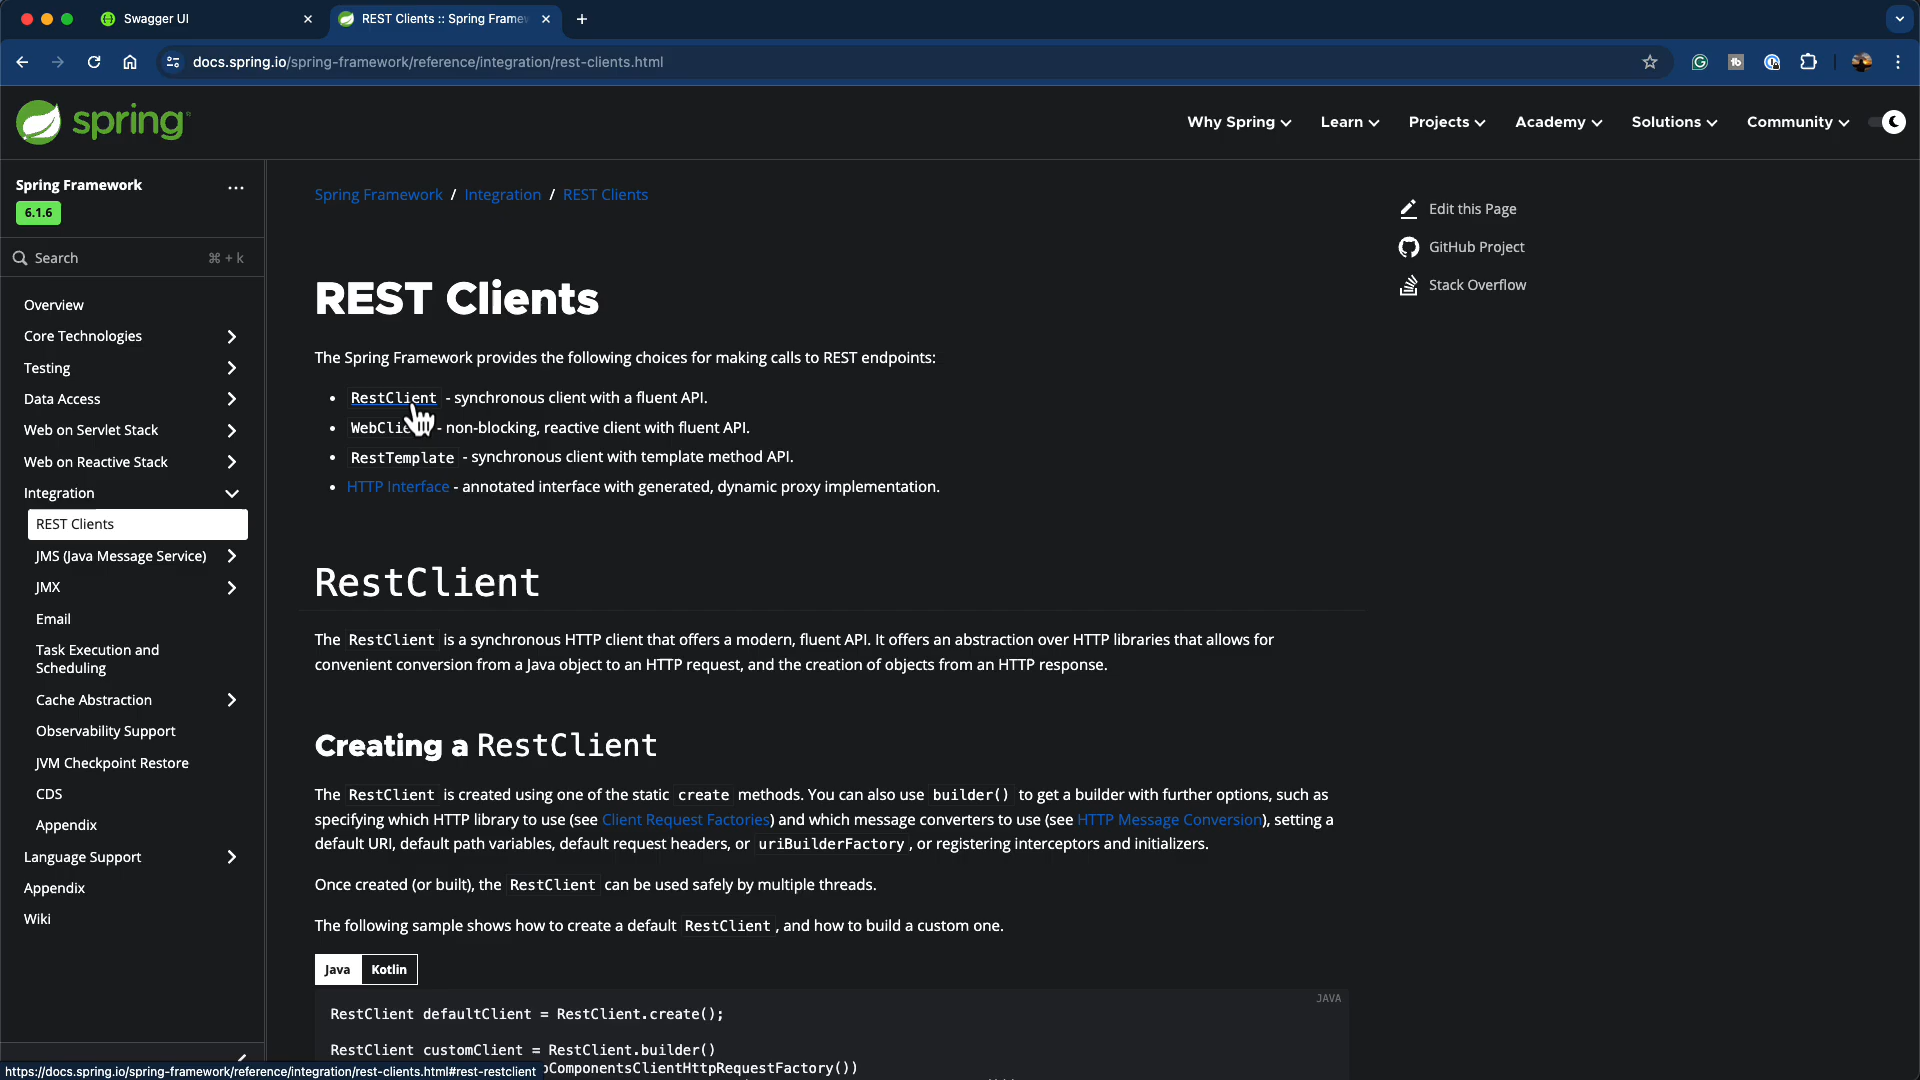 Swagger UI
REST Clients :: Spring Framew
docs.spring.io/spring-framework/reference/integration/rest-clients.html
spring
Why Spring
Learn
Projects
Academy
Solutions
Community
Spring Framework
6.1.6
Search
⌘ + k
Overview
Core Technologies
Testing
Data Access
Web on Servlet Stack
Web on Reactive Stack
Integration
REST Clients
JMS (Java Message Service)
JMX
Email
Task Execution and
Scheduling
Cache Abstraction
Observability Support
JVM Checkpoint Restore
CDS
Appendix
Language Support
Appendix
Wiki
Spring Framework / Integration / REST Clients
Edit this Page
GitHub Project
Stack Overflow
REST Clients
The Spring Framework provides the following choices for making calls to REST endpoints:
RestClient - synchronous client with a fluent API.
WebClie - non-blocking, reactive client with fluent API.
RestTemplate - synchronous client with template method API.
HTTP Interface - annotated interface with generated, dynamic proxy implementation.
RestClient
The RestClient is a synchronous HTTP client that offers a modern, fluent API. It offers an abstraction over HTTP libraries that allows for
convenient conversion from a Java object to an HTTP request, and the creation of objects from an HTTP response.
Creating a RestClient
The RestClient is created using one of the static create methods. You can also use builder() to get a builder with further options, such as
specifying which HTTP library to use (see Client Request Factories) and which message converters to use (see HTTP Message Conversion), setting a
default URI, default path variables, default request headers, or uriBuilderFactory, or registering interceptors and initializers.
Once created (or built), the RestClient can be used safely by multiple threads.
The following sample shows how to create a default RestClient, and how to build a custom one.
Java
Kotlin
JAVA
RestClient defaultClient = RestClient.create();
RestClient customClient = RestClient.builder()
ComponentsClientHttpRequestFactory())
https://docs.spring.io/spring-framework/reference/integration/rest-clients.html#rest-restclient